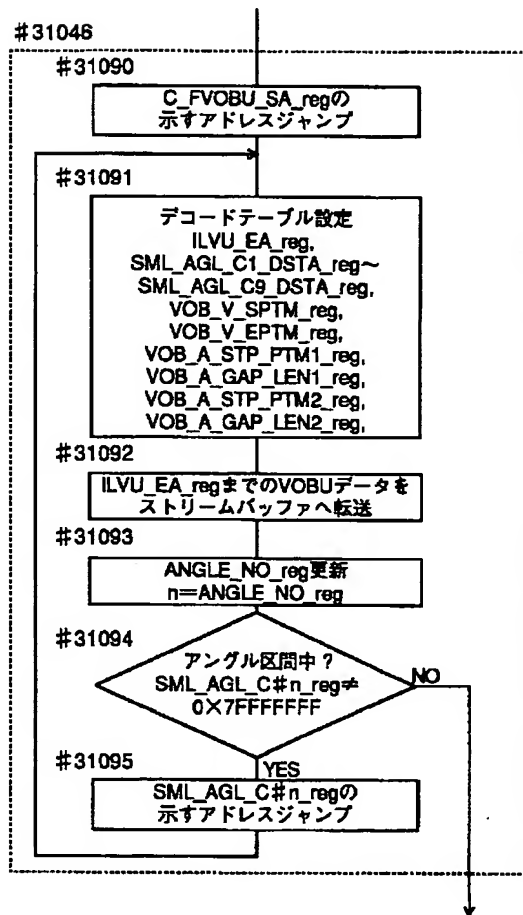 #31046
#31090
C_FVOBU_SA_regの
示すアドレスジャンプ
#31091
デコードテーブル設定
ILVU_EA_reg,
SML_AGL_C1_DSTA_reg~
SML_AGL_C9_DSTA_reg,
VOB_V_SPTM_reg,
VOB_V_EPTM_reg,
VOB_A_STP_PTM1_reg,
VOB_A_GAP_LEN1_reg,
VOB_A_STP_PTM2_reg,
VOB_A_GAP_LEN2_reg,
#31092
ILVU_EA_regまでのVOBUデータを
ストリームバッファへ転送
#31093
ANGLE_NO_reg更新
n==ANGLE_NO_reg
#31094
アングル区間中?
SML_AGL_C#n_reg≠
0×7FFFFFFF
NO
YES
#31095
SML_AGL_C#n_regの
示すアドレスジャンプ